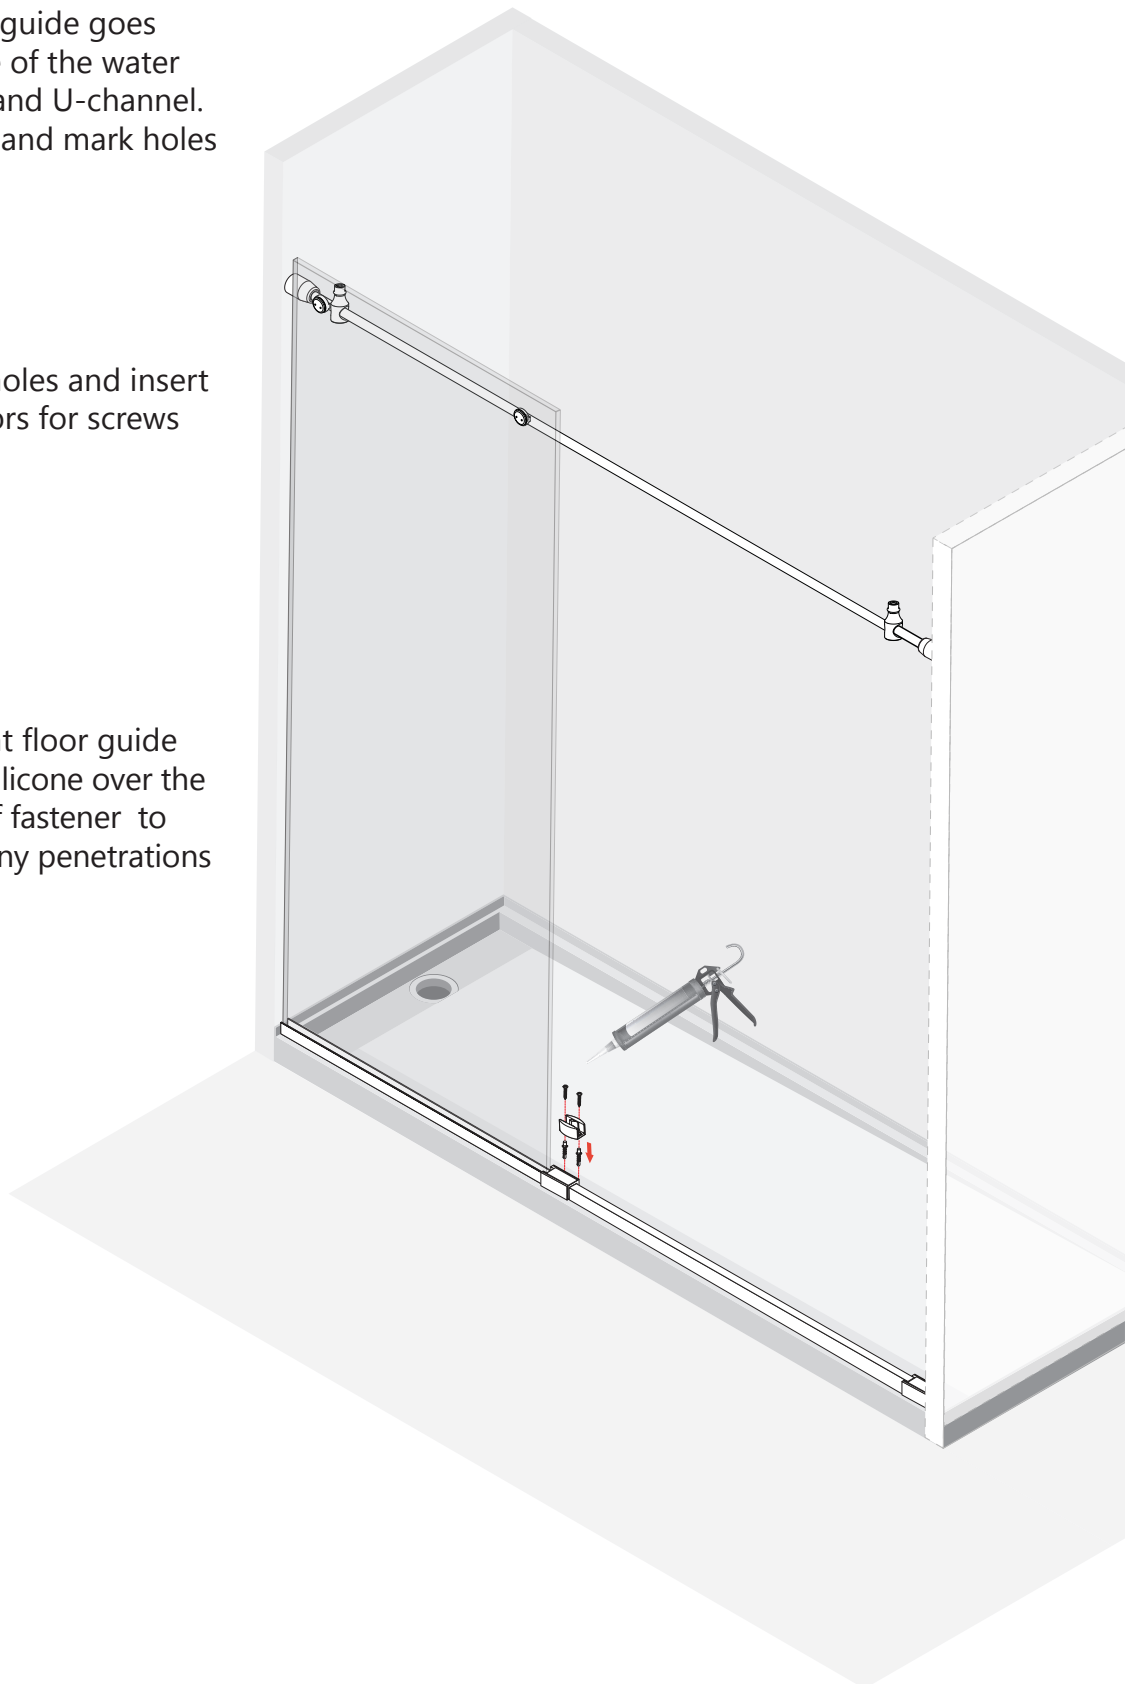 guide goes
of the water
and U-channel.
and mark holes
oles and insert
ors for screws
t floor guide
licone over the
fastener to
ny penetrations